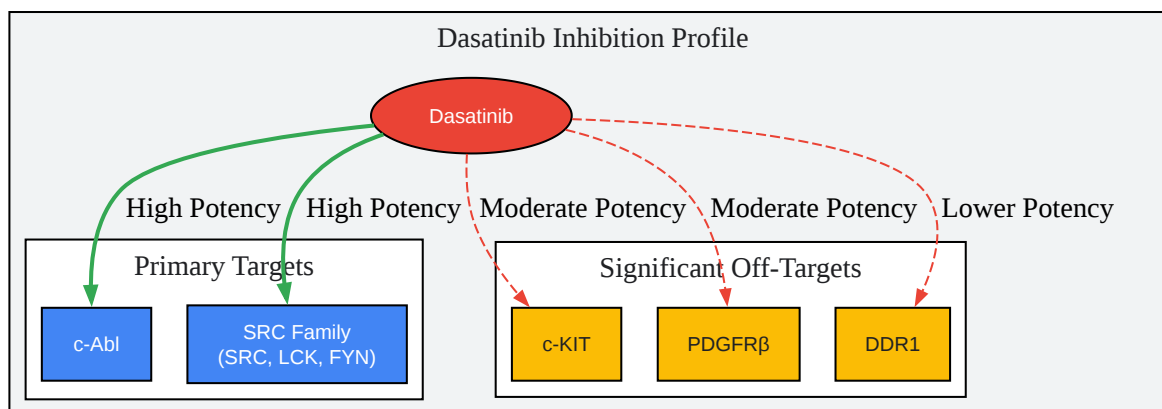 Dasatinib Inhibition Profile
Dasatinib
High Potency
High Potency
Moderate Potency
Moderate Potency
Lower Potency
Primary Targets
Significant Off-Targets
c-Abl
SRC Family
(SRC, LCK, FYN)
c-KIT
PDGFRβ
DDR1